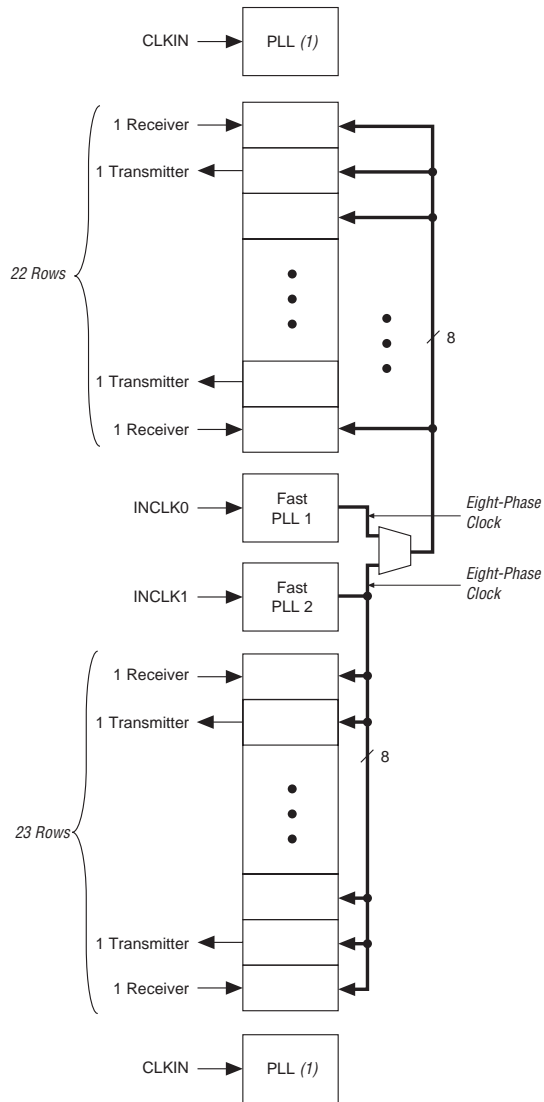 CLKIN
PLL (1)
1 Receiver
1 Transmitter
22 Rows
8
1 Transmitter
1 Receiver
INCLK0
Fast
PLL 1
Eight-Phase
Clock
INCLK1
Fast
PLL 2
Eight-Phase
Clock
1 Receiver
1 Transmitter
8
23 Rows
1 Transmitter
1 Receiver
CLKIN
PLL (1)